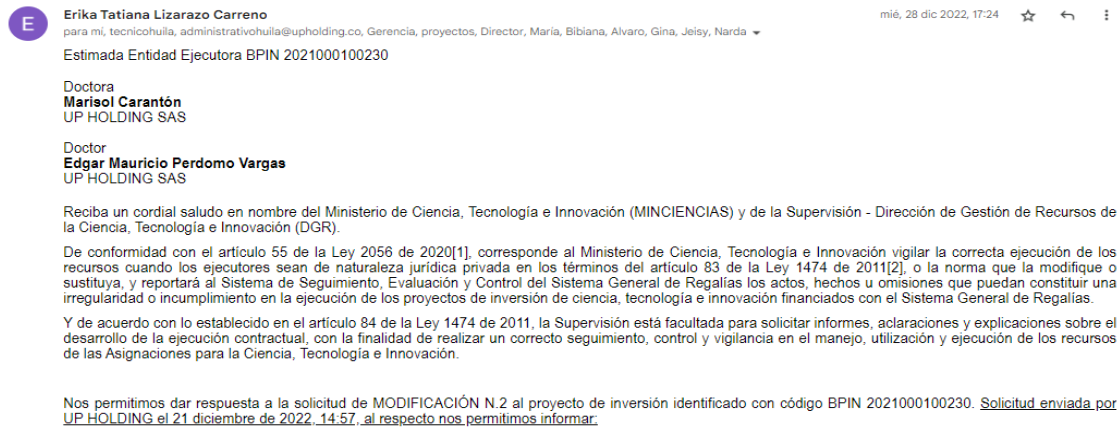 E
Erika Tatiana Lizarazo Carreno
mié, 28 dic 2022, 17:24
para mí, tecnicohuila, administrativohuila@upholding.co, Gerencia, proyectos, Director, María, Bibiana, Alvaro, Gina, Jeisy, Narda
Estimada Entidad Ejecutora BPIN 2021000100230
Doctora
Marisol Carantón
UP HOLDING SAS
Doctor
Edgar Mauricio Perdomo Vargas
UP HOLDING SAS
Reciba un cordial saludo en nombre del Ministerio de Ciencia, Tecnología e Innovación (MINCIENCIAS) y de la Supervisión - Dirección de Gestión de Recursos de
la Ciencia, Tecnología e Innovación (DGR).
De conformidad con el artículo 55 de la Ley 2056 de 2020[1], corresponde al Ministerio de Ciencia, Tecnología e Innovación vigilar la correcta ejecución de los
recursos cuando los ejecutores sean de naturaleza jurídica privada en los términos del artículo 83 de la Ley 1474 de 2011[2], o la norma que la modifique o
sustituya, y reportará al Sistema de Seguimiento, Evaluación y Control del Sistema General de Regalías los actos, hechos u omisiones que puedan constituir una
irregularidad o incumplimiento en la ejecución de los proyectos de inversión de ciencia, tecnología e innovación financiados con el Sistema General de Regalías.
Y de acuerdo con lo establecido en el artículo 84 de la Ley 1474 de 2011, la Supervisión está facultada para solicitar informes, aclaraciones y explicaciones sobre el
desarrollo de la ejecución contractual, con la finalidad de realizar un correcto seguimiento, control y vigilancia en el manejo, utilización y ejecución de los recursos
de las Asignaciones para la Ciencia, Tecnología e Innovación.
Nos permitimos dar respuesta a la solicitud de MODIFICACIÓN N.2 al proyecto de inversión identificado con código BPIN 2021000100230. Solicitud enviada por
UP HOLDING el 21 diciembre de 2022, 14:57, al respecto nos permitimos informar: